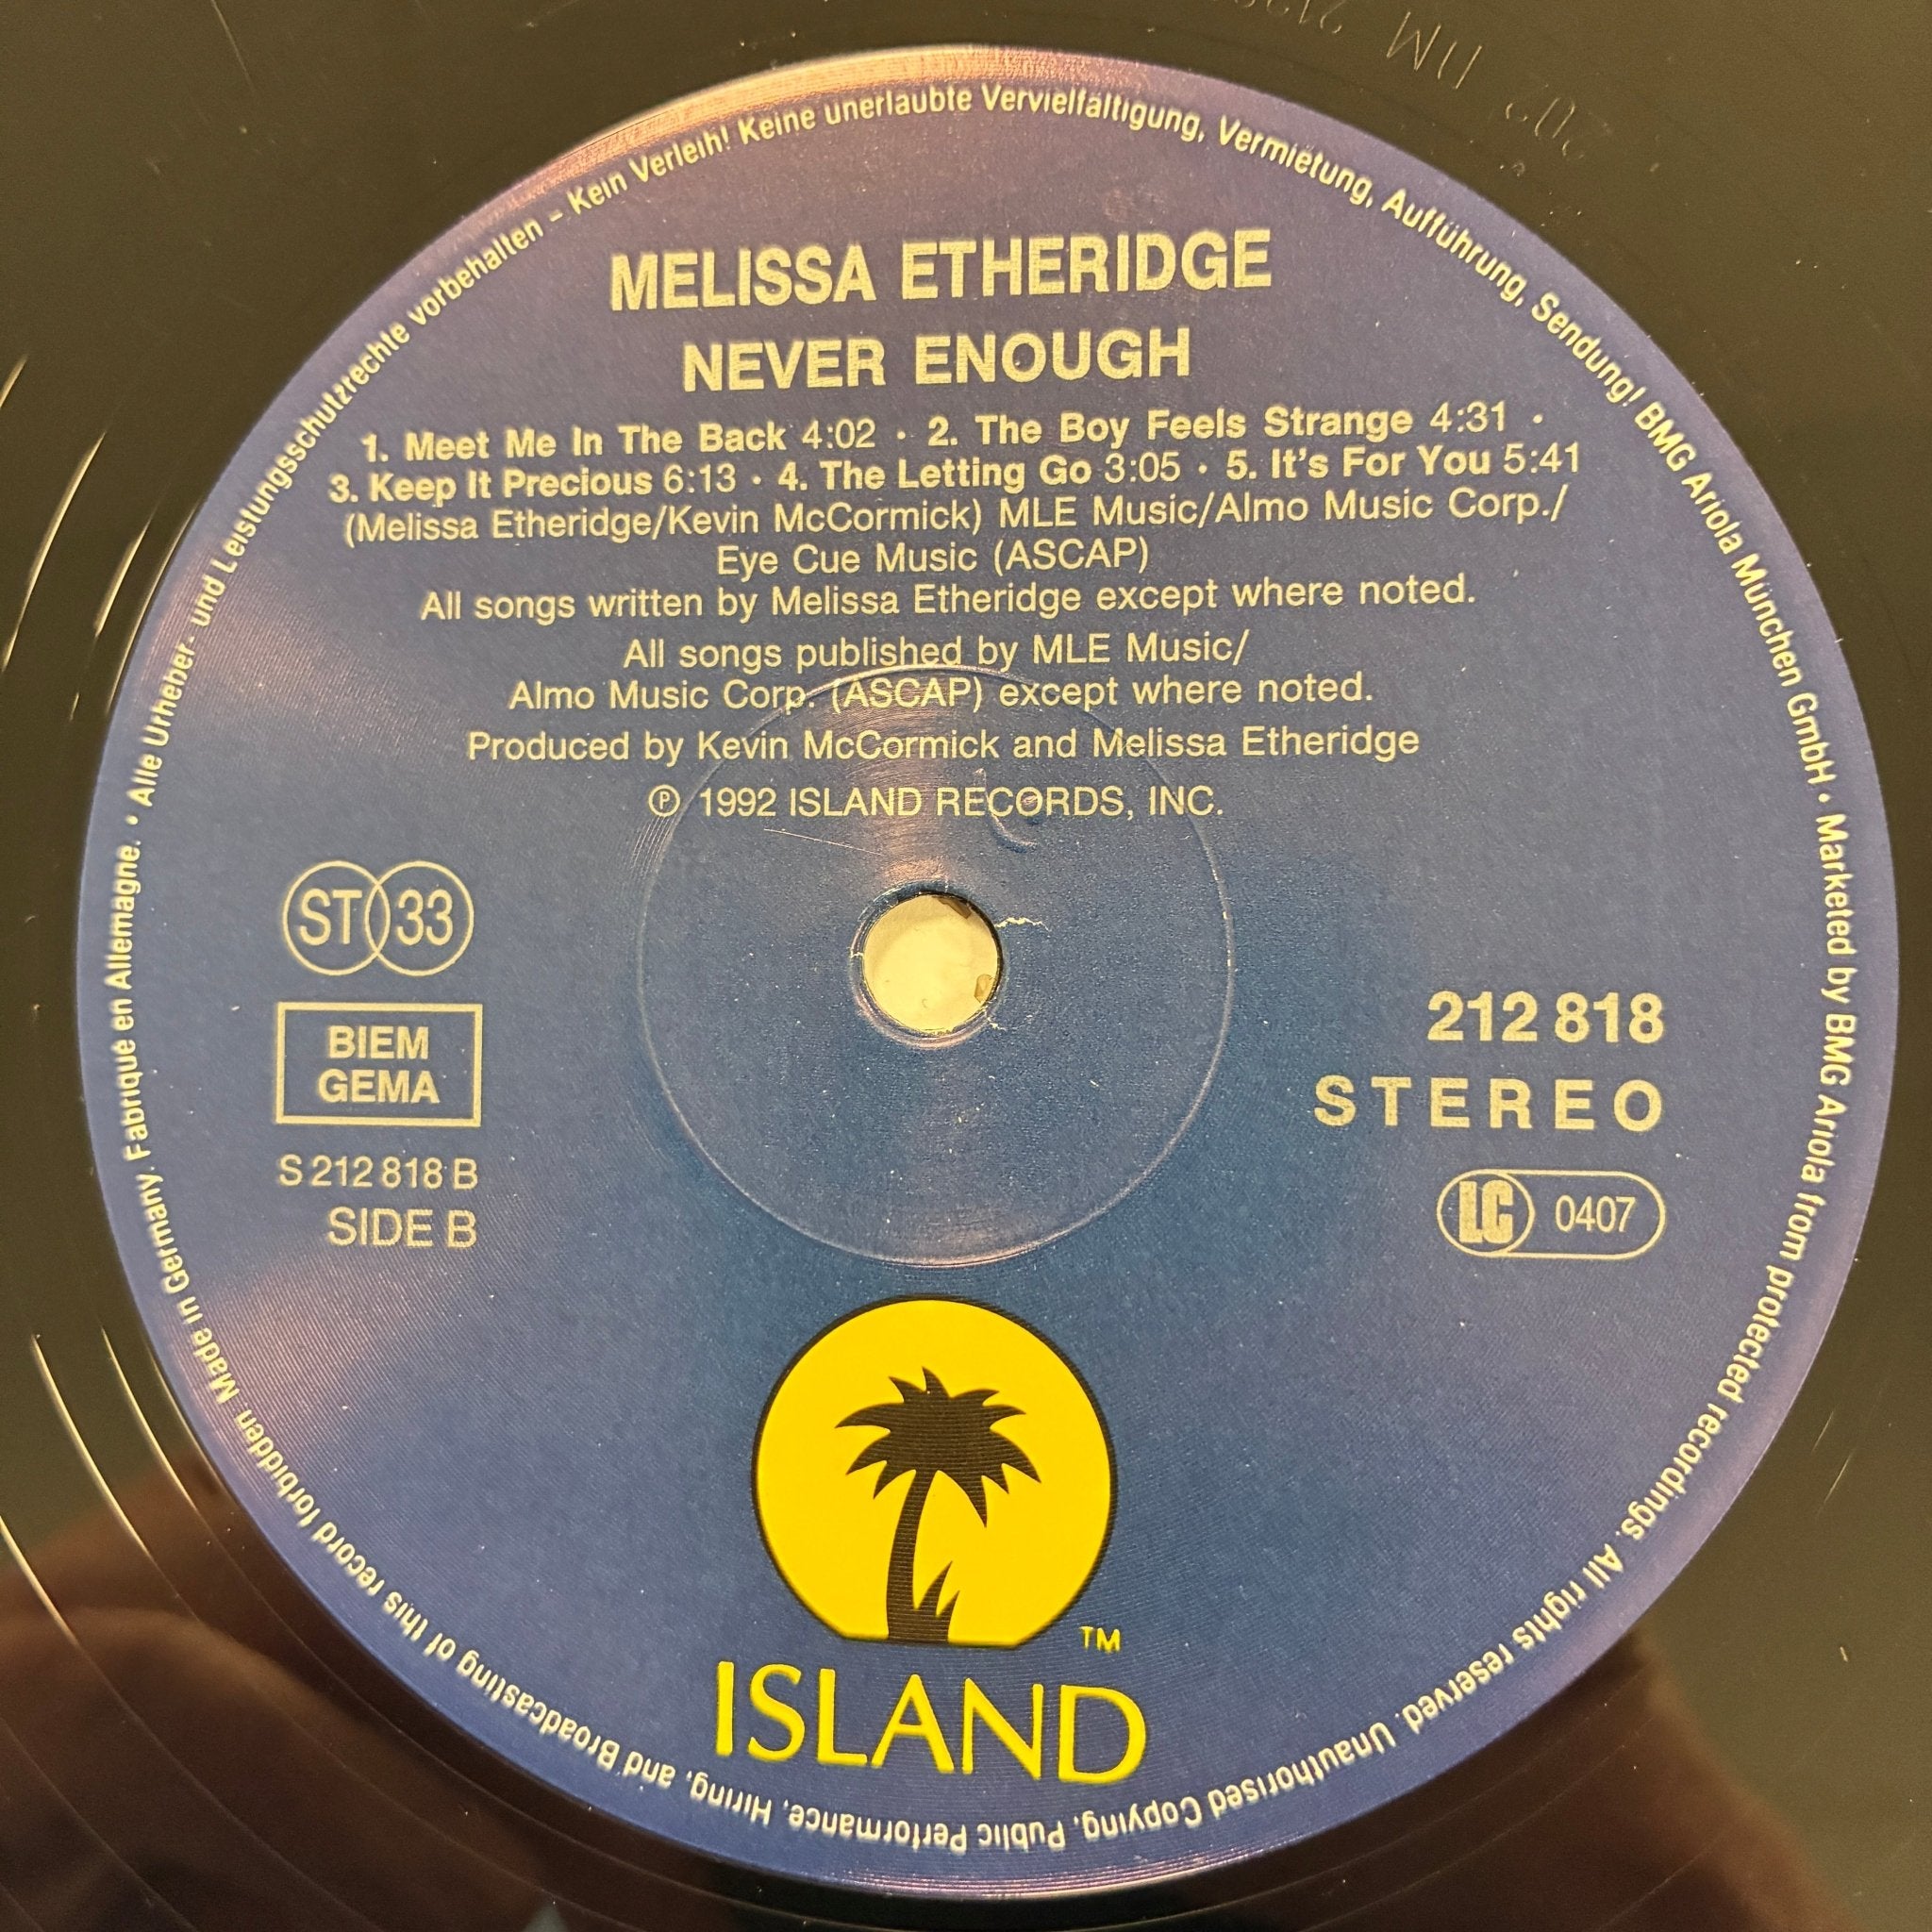 MELISSA ETHERIDGE
NEVER ENOUGH
1. Meet Me In The Back 4:02 · 2. The Boy Feels Strange 4:31 ·
3. Keep It Precious 6:13 · 4. The Letting Go 3:05 · 5. It's For You 5:41
(Melissa Etheridge/Kevin McCormick) MLE Music/Almo Music Corp./
Eye Cue Music (ASCAP)
All songs written by Melissa Etheridge except where noted.
All songs published by MLE Music/
Almo Music Corp. (ASCAP) except where noted.
Produced by Kevin McCormick and Melissa Etheridge
℗ 1992 ISLAND RECORDS, INC.
ST 33
BIEM
GEMA
S 212 818 B
SIDE B
212 818
STEREO
LC 0407
TM
ISLAND
• Alle Urheber- und Leistungsschutzrechte vorbehalten – Kein Verleih! Keine unerlaubte Vervielfältigung, Vermietung, Aufführung, Sendung! BMG Ariola München GmbH • Marketed by BMG Ariola from protected recordings. All rights reserved. Unauthorised Copying, Public Performance, Hiring, and Broadcasting of this record forbidden. Made in Germany. Fabriqué en Allemagne.